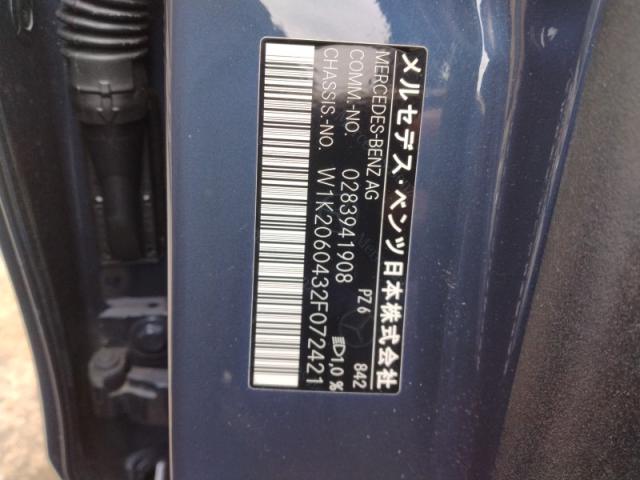 メルセデス・ベンツ日本株式会社
MERCEDES-BENZ AG PZ6 842
COMM.-NO. 0283941908 1,0 %
CHASSIS.-NO. W1K2060432F072421